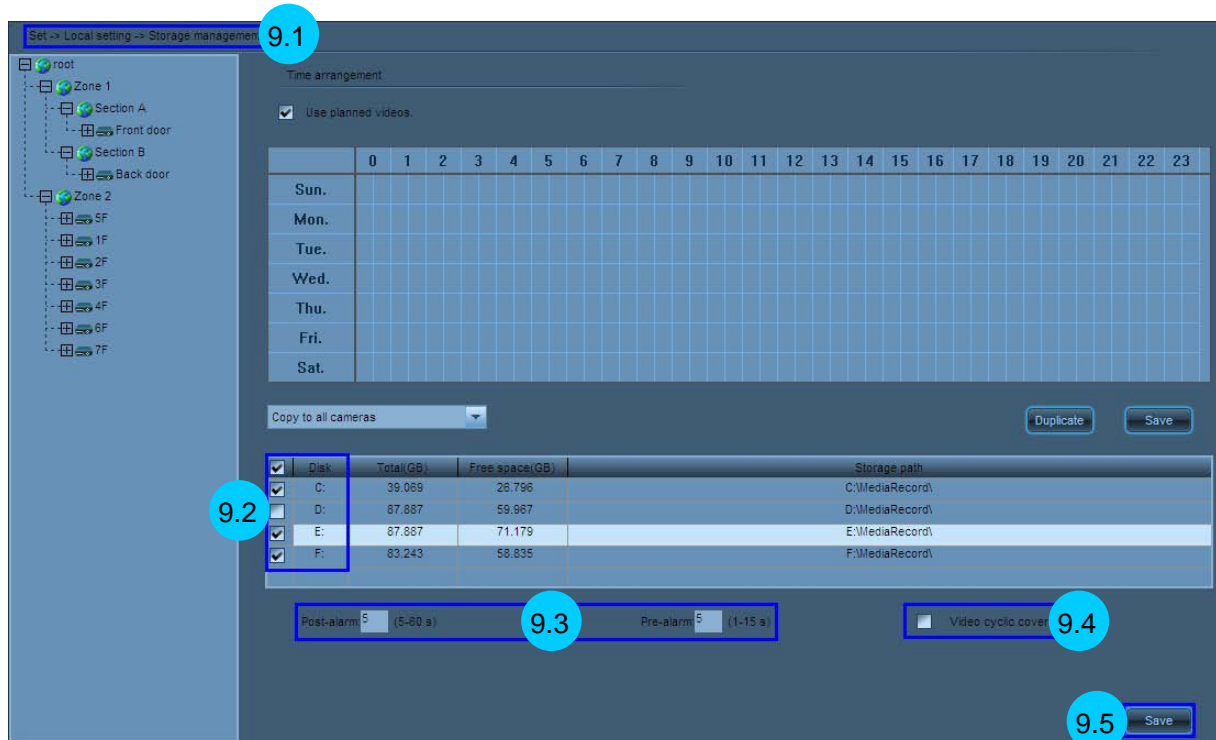 Set -> Local setting -> Storage managemen
9.1
root
Zone 1
Section A
Front door
Section B
Back door
Zone 2
5F
1F
2F
3F
4F
6F
7F
Time arrangement
Use planned videos.
0 1 2 3 4 5 6 7 8 9 10 11 12 13 14 15 16 17 18 19 20 21 22 23
Sun.
Mon.
Tue.
Wed.
Thu.
Fri.
Sat.
Copy to all cameras
Duplicate
Save
9.2
Disk Total(GB) Free space(GB) Storage path
C: 39.069 26.796 C:\MediaRecord\
D: 87.887 59.967 D:\MediaRecord\
E: 87.887 71.179 E:\MediaRecord\
F: 83.243 58.835 F:\MediaRecord\
Post-alarm: 5 (5-60 s) 9.3 Pre-alarm: 5 (1-15 s)
Video cyclic cover 9.4
9.5 Save